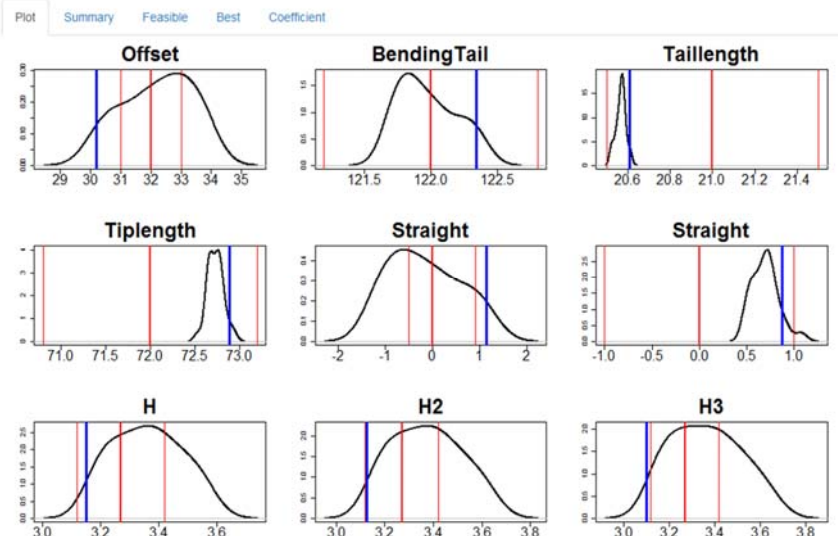 Plot Summary Feasible Best Coefficient
Offset BendingTail Taillength
29 30 31 32 33 34 35 121.5 122.0 122.5 20.6 20.8 21.0 21.2 21.4
Tiplength Straight Straight
71.0 71.5 72.0 72.5 73.0 -2 -1 0 1 2 -1.0 -0.5 0.0 0.5 1.0
H H2 H3
3.0 3.2 3.4 3.6 3.0 3.2 3.4 3.6 3.8 3.0 3.2 3.4 3.6 3.8